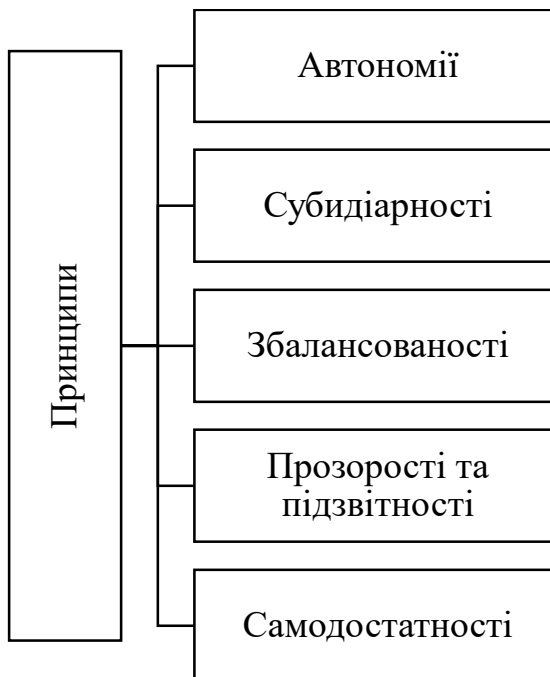 Принципи
Автономії
Субидіарності
Збалансованості
Прозорості та
підзвітності
Самодостатності